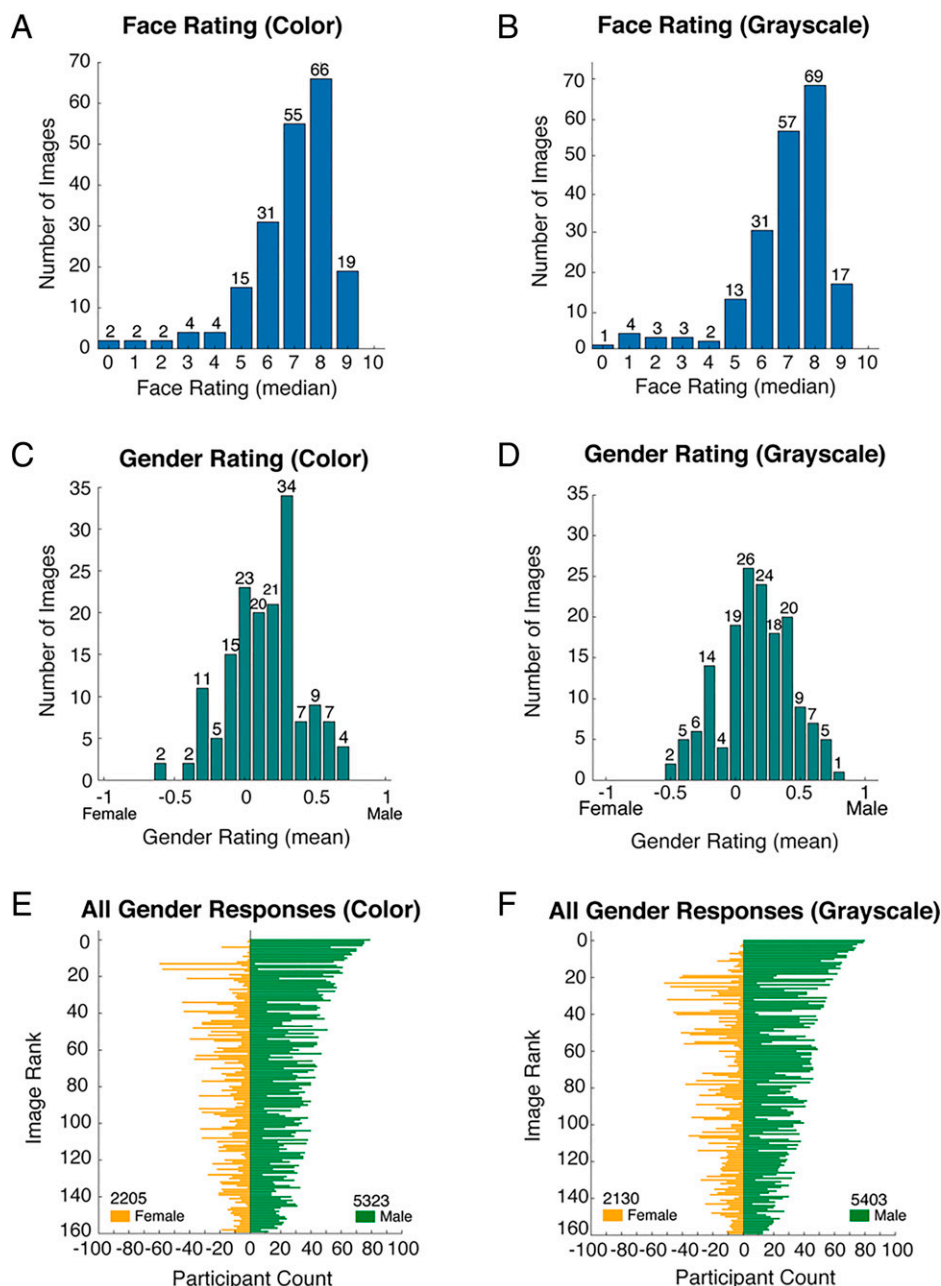 A Face Rating (Color)
70
60
50
40
30
20
10
0
Number of Images
2 2 2 4 4 15 31 55 66 19
0 1 2 3 4 5 6 7 8 9 10
Face Rating (median)
B Face Rating (Grayscale)
70
60
50
40
30
20
10
0
Number of Images
1 4 3 3 2 13 31 57 69 17
0 1 2 3 4 5 6 7 8 9 10
Face Rating (median)
C Gender Rating (Color)
35
30
25
20
15
10
5
0
Number of Images
2 2 11 5 15 23 20 21 34 7 9 7 4
-1 -0.5 0 0.5 1
Female Male
Gender Rating (mean)
D Gender Rating (Grayscale)
35
30
25
20
15
10
5
0
Number of Images
2 5 6 14 4 19 26 24 18 20 9 7 5 1
-1 -0.5 0 0.5 1
Female Male
Gender Rating (mean)
E All Gender Responses (Color)
0
20
40
60
80
100
120
140
160
Image Rank
2205 5323
Female Male
-100 -80 -60 -40 -20 0 20 40 60 80 100
Participant Count
F All Gender Responses (Grayscale)
0
20
40
60
80
100
120
140
160
Image Rank
2130 5403
Female Male
-100 -80 -60 -40 -20 0 20 40 60 80 100
Participant Count